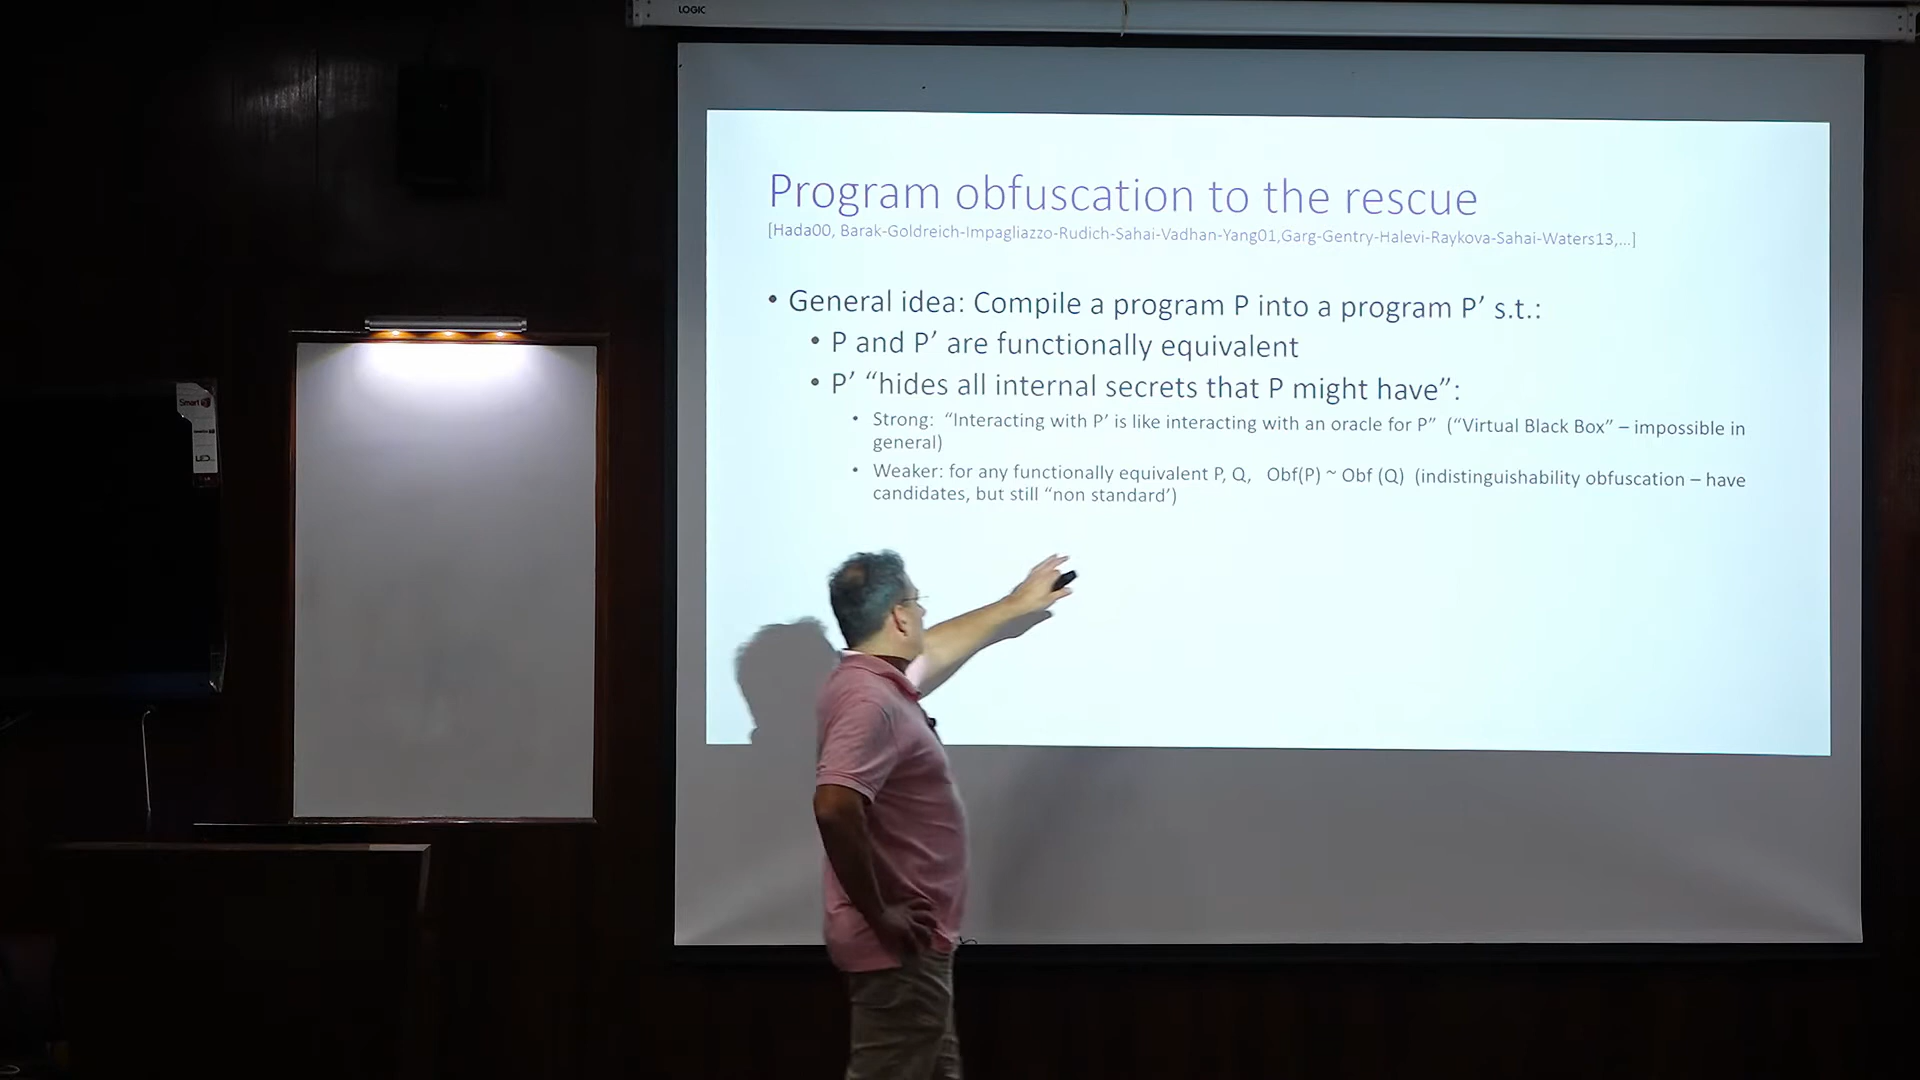 LOGIC
Program obfuscation to the rescue
[Hada00, Barak-Goldreich-Impagliazzo-Rudich-Sahai-Vadhan-Yang01,Garg-Gentry-Halevi-Raykova-Sahai-Waters13,...]
• General idea: Compile a program P into a program P’ s.t.:
• P and P’ are functionally equivalent
• P’ “hides all internal secrets that P might have”:
• Strong: “Interacting with P’ is like interacting with an oracle for P” (“Virtual Black Box” – impossible in
general)
• Weaker: for any functionally equivalent P, Q, Obf(P) ~ Obf (Q) (indistinguishability obfuscation – have
candidates, but still “non standard’)
Smart
LED